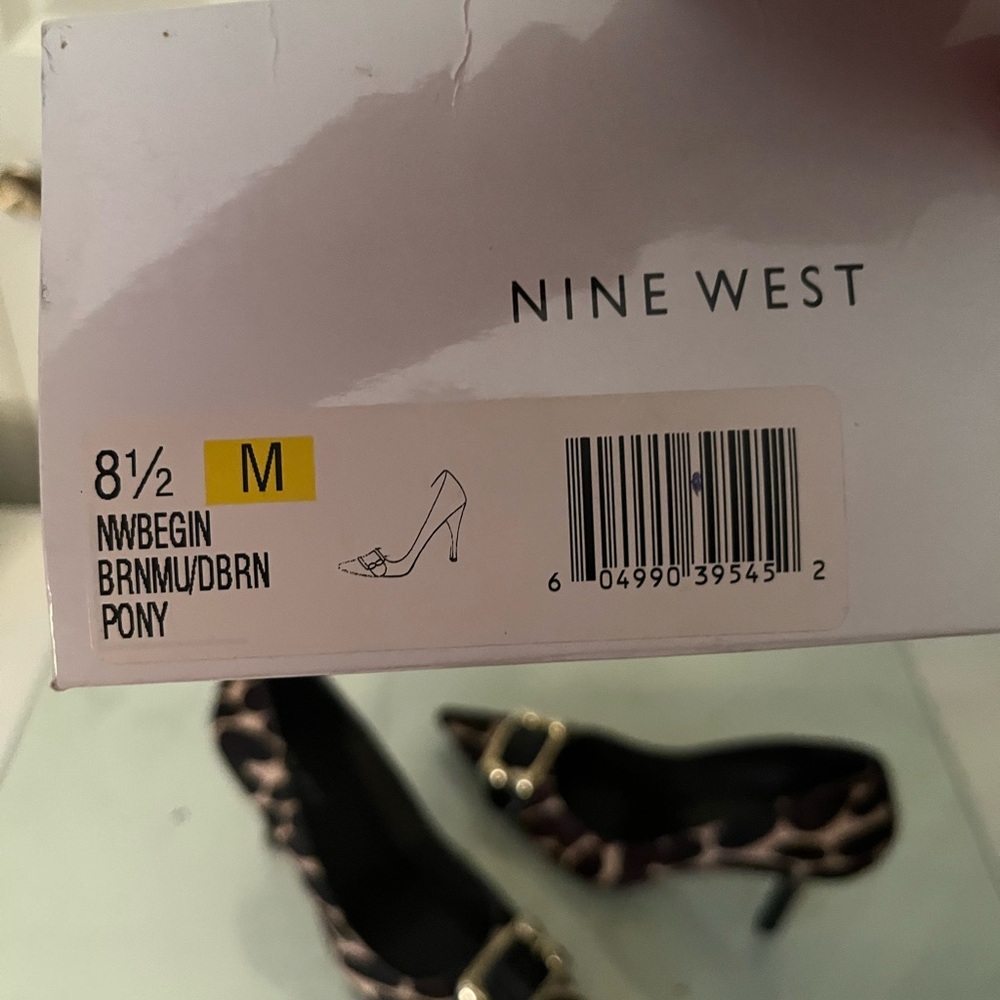 NINE WEST
8½ M
NWBEGIN
BRNMU/DBRN
PONY
6 04990 39545 2